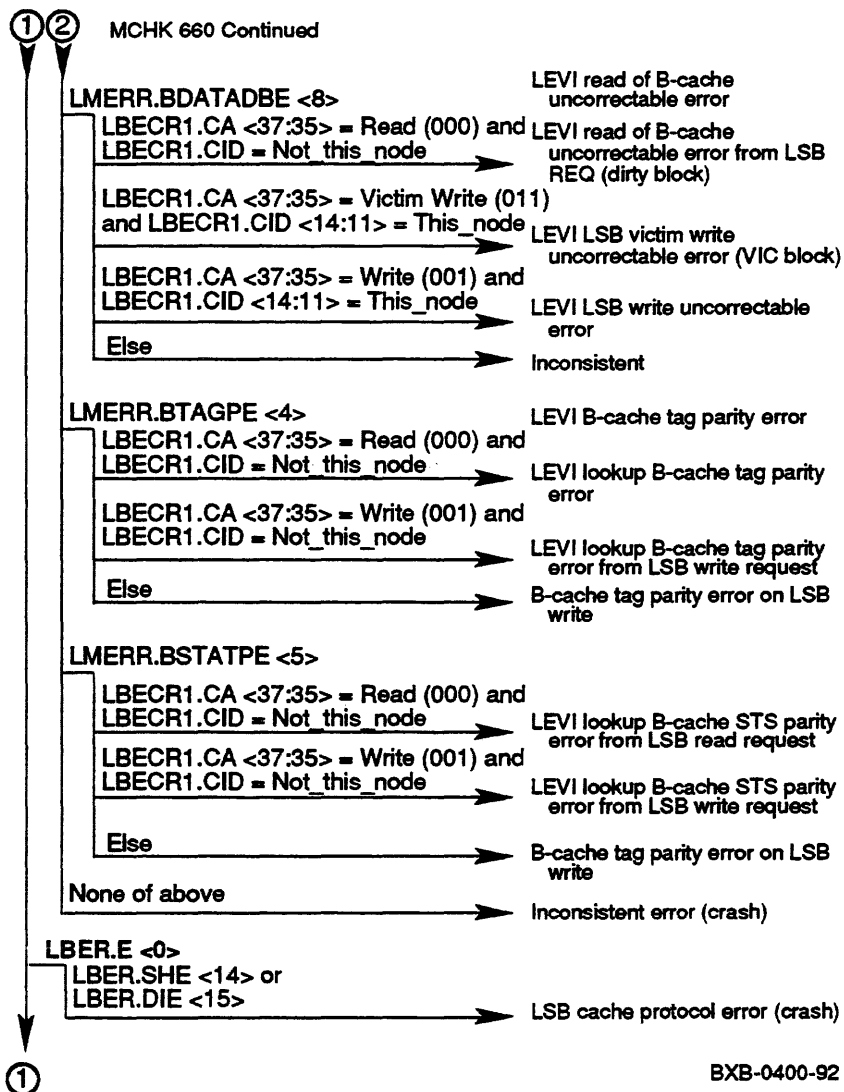 ① ② MCHK 660 Continued
LMERR.BDATADBE <8>
LEVI read of B-cache
uncorrectable error
LBECR1.CA <37:35> = Read (000) and
LBECR1.CID = Not_this_node
LEVI read of B-cache
uncorrectable error from LSB
REQ (dirty block)
LBECR1.CA <37:35> = Victim Write (011)
and LBECR1.CID <14:11> = This_node
LEVI LSB victim write
uncorrectable error (VIC block)
LBECR1.CA <37:35> = Write (001) and
LBECR1.CID <14:11> = This_node
LEVI LSB write uncorrectable
error
Else
Inconsistent
LMERR.BTAGPE <4>
LEVI B-cache tag parity error
LBECR1.CA <37:35> = Read (000) and
LBECR1.CID = Not_this_node
LEVI lookup B-cache tag parity
error
LBECR1.CA <37:35> = Write (001) and
LBECR1.CID = Not_this_node
LEVI lookup B-cache tag parity
error from LSB write request
Else
B-cache tag parity error on LSB
write
LMERR.BSTATPE <5>
LBECR1.CA <37:35> = Read (000) and
LBECR1.CID = Not_this_node
LEVI lookup B-cache STS parity
error from LSB read request
LBECR1.CA <37:35> = Write (001) and
LBECR1.CID = Not_this_node
LEVI lookup B-cache STS parity
error from LSB write request
Else
B-cache tag parity error on LSB
write
None of above
Inconsistent error (crash)
LBER.E <0>
LBER.SHE <14> or
LBER.DIE <15>
LSB cache protocol error (crash)
①
BXB-0400-92